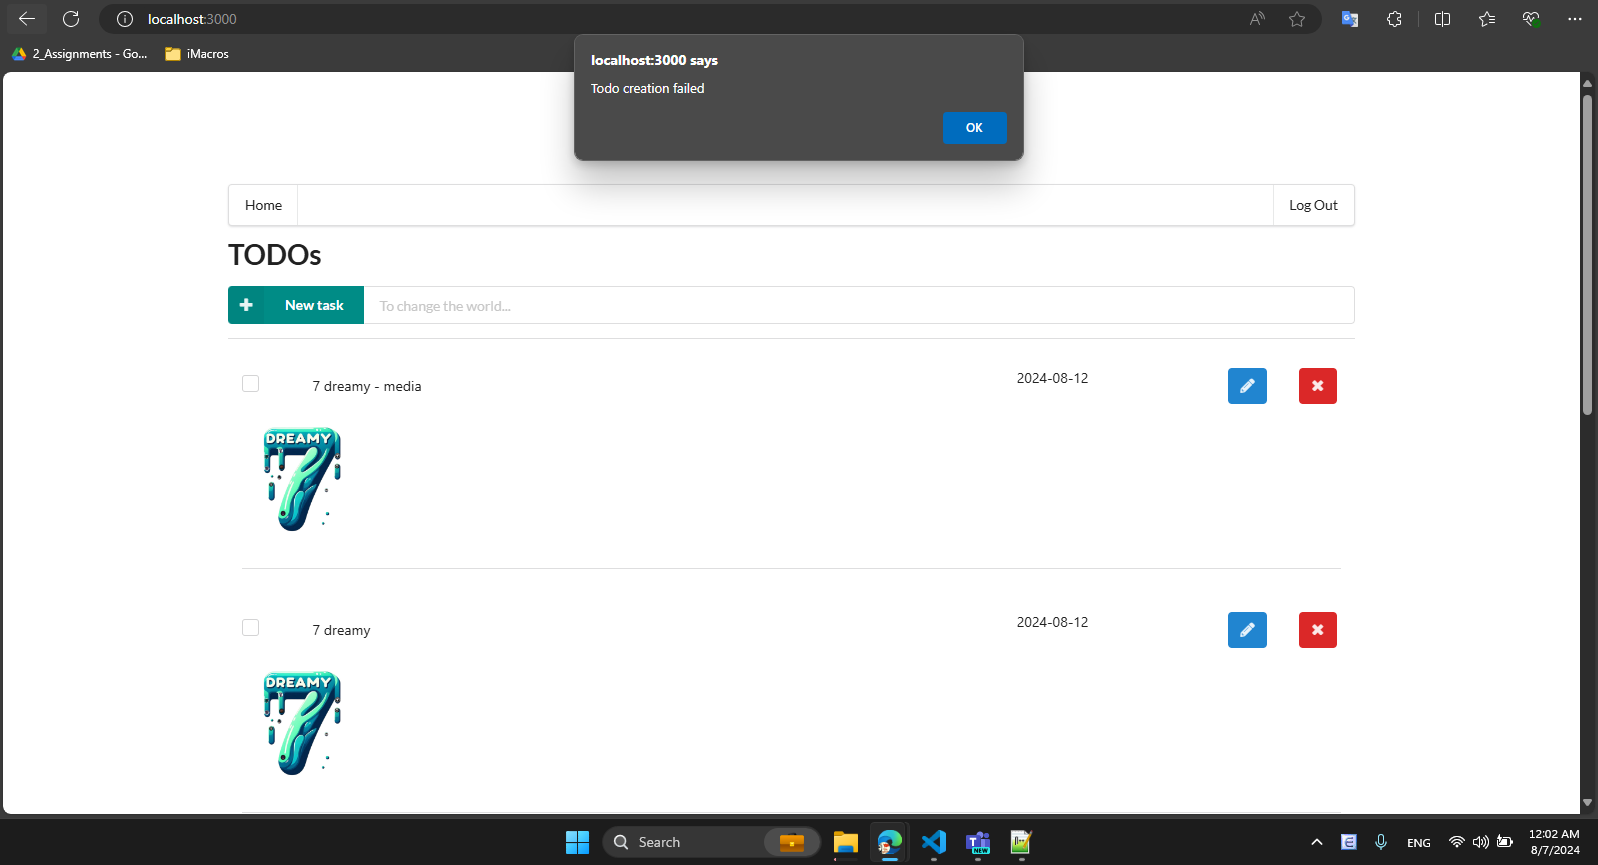 localhost:3000
2_Assignments - Go...
iMacros
localhost:3000 says
Todo creation failed
OK
Home
Log Out
TODOs
New task
To change the world...
7 dreamy - media
2024-08-12
DREAMY
7
7 dreamy
2024-08-12
DREAMY
7
Search
NEW
ENG
12:02 AM
8/7/2024